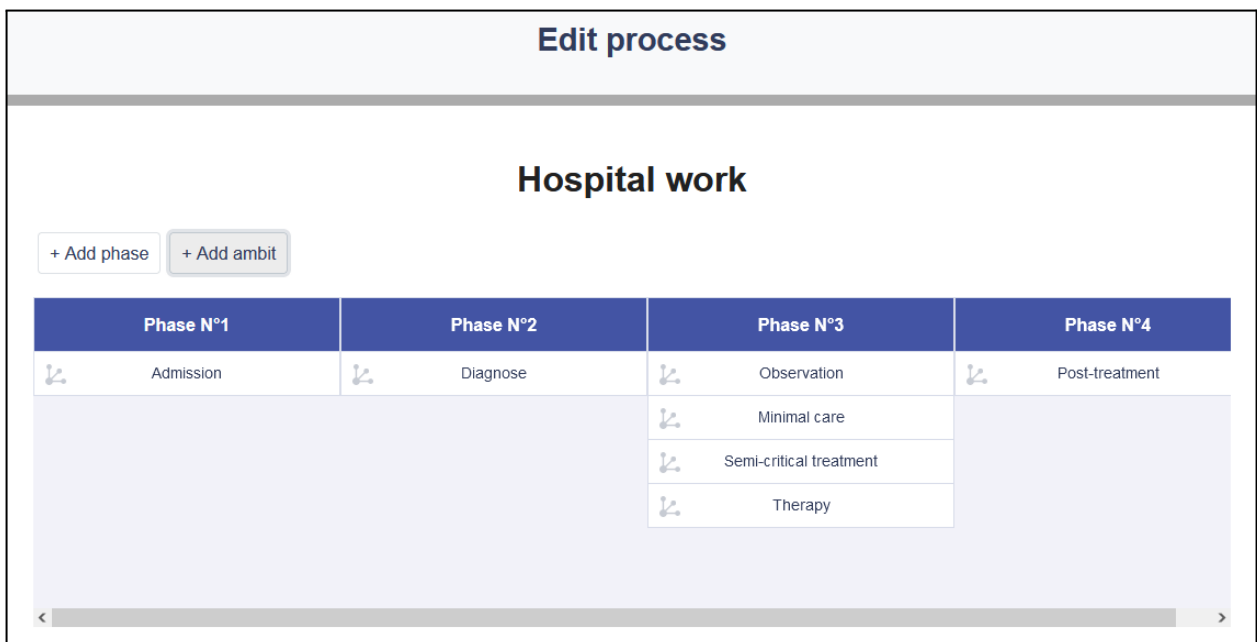 Edit process
Hospital work
+ Add phase + Add ambit
Phase N°1 Phase N°2 Phase N°3 Phase N°4
Admission Diagnose Observation Post-treatment
Minimal care
Semi-critical treatment
Therapy